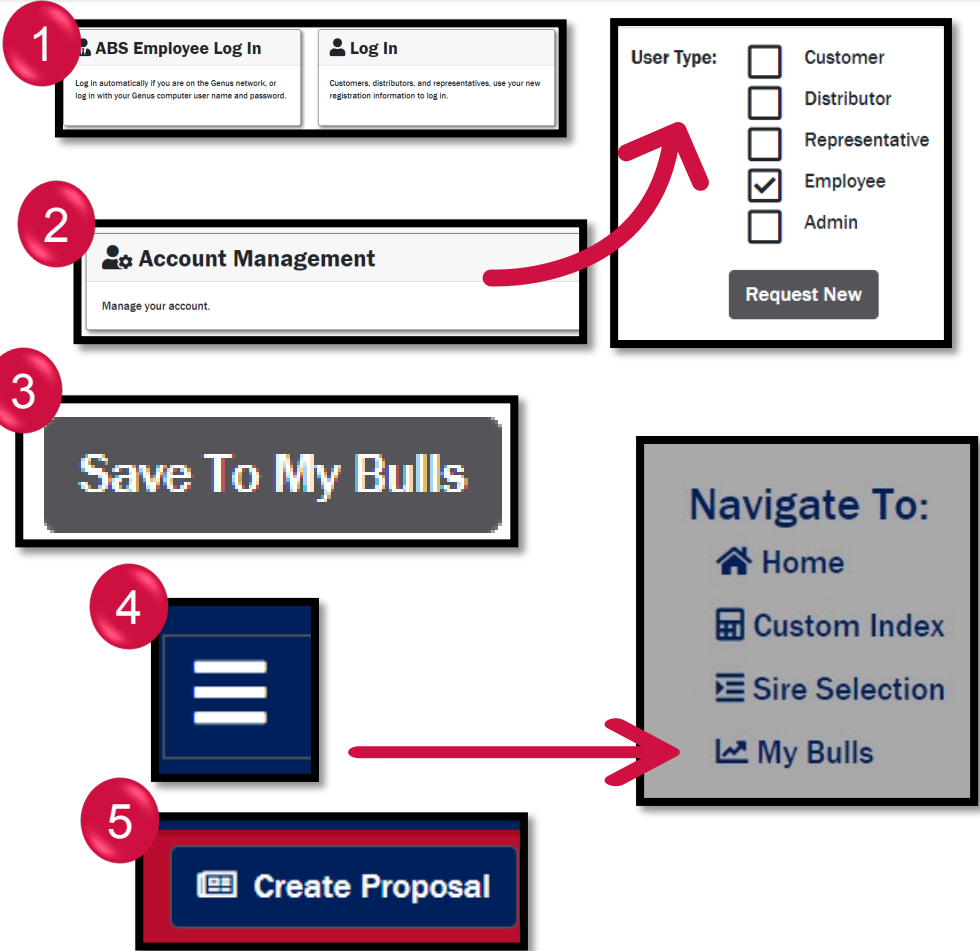 1
ABS Employee Log In
Log in automatically if you are on the Genus network, or
log in with your Genus computer user name and password.
Log In
Customers, distributors, and representatives, use your new
registration information to log in.
User Type:
Customer
Distributor
Representative
Employee
Admin
Request New
2
Account Management
Manage your account.
3
Save To My Bulls
4
Navigate To:
Home
Custom Index
Sire Selection
My Bulls
5
Create Proposal